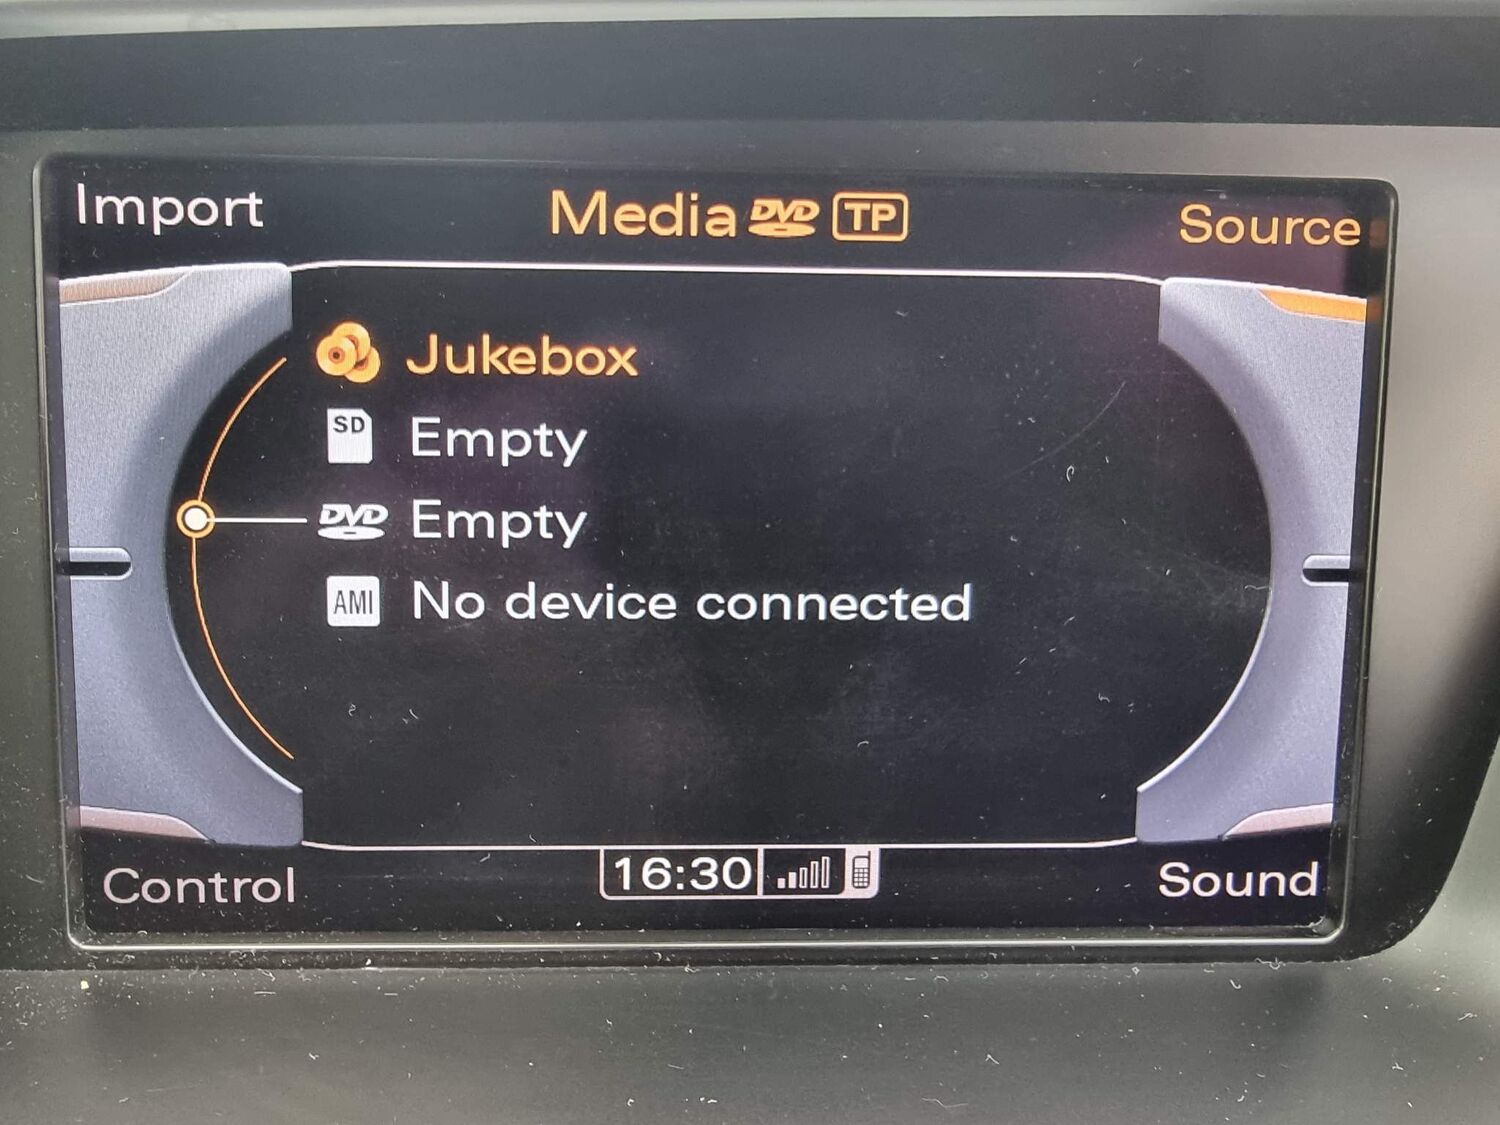 Import
Media DVD TP
Source
Jukebox
SD Empty
DVD Empty
AMI No device connected
Control
16:30
Sound